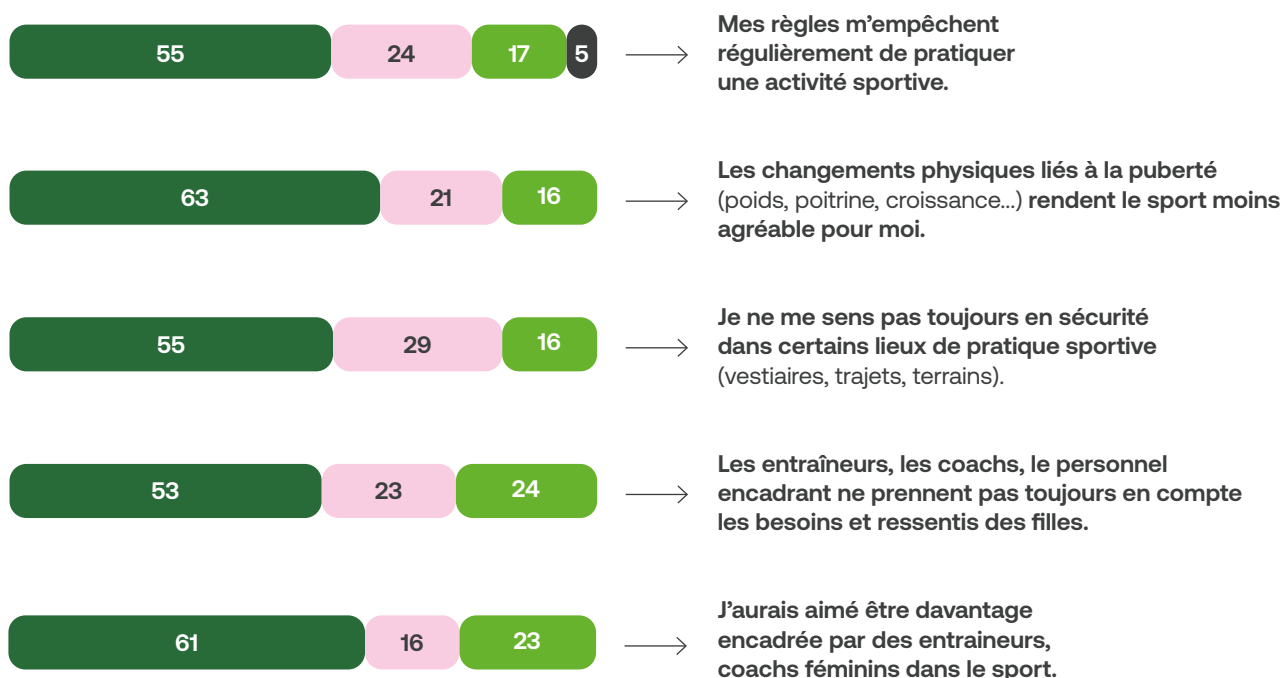 55 24 17 5
Mes règles m'empêchent
régulièrement de pratiquer
une activité sportive.
63 21 16
Les changements physiques liés à la puberté
(poids, poitrine, croissance...) rendent le sport moins
agréable pour moi.
55 29 16
Je ne me sens pas toujours en sécurité
dans certains lieux de pratique sportive
(vestiaires, trajets, terrains).
53 23 24
Les entraîneurs, les coachs, le personnel
encadrant ne prennent pas toujours en compte
les besoins et ressentis des filles.
61 16 23
J'aurais aimé être davantage
encadrée par des entraineurs,
coachs féminins dans le sport.